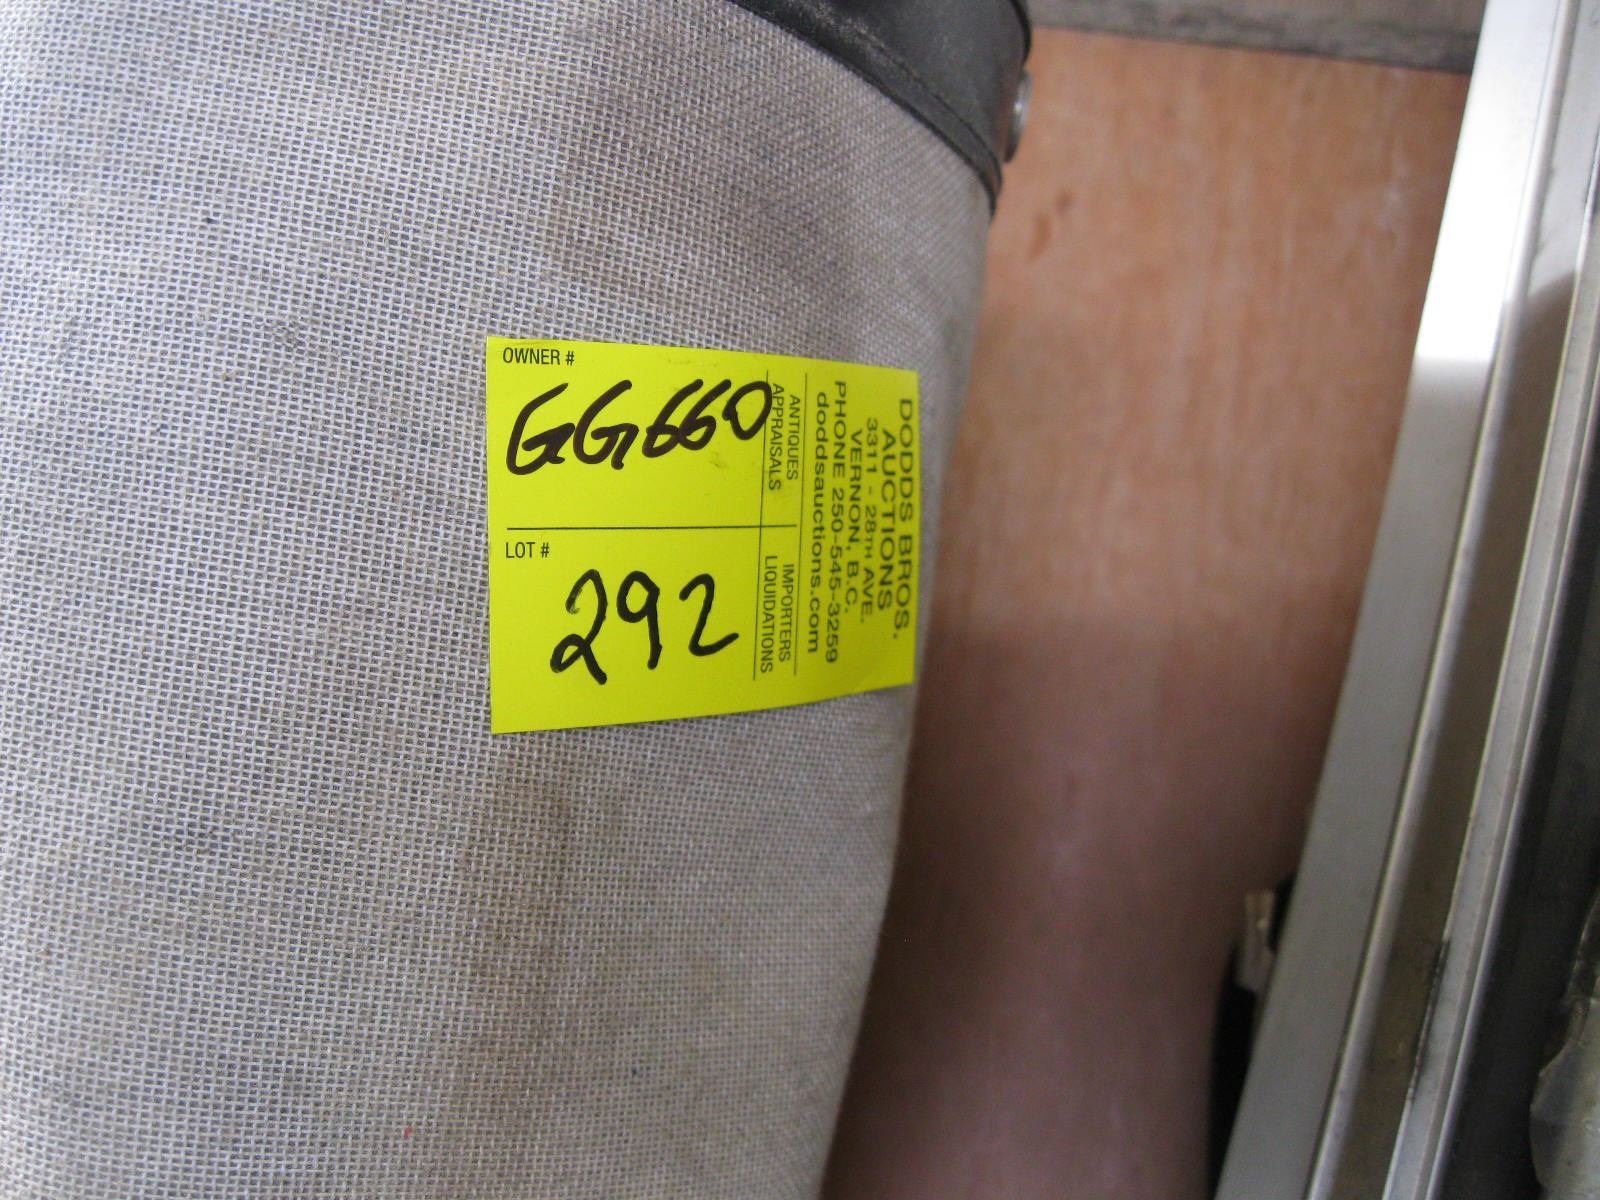 OWNER #
GG660
LOT #
292
DODDS BROS.
AUCTIONS
3311 - 28TH AVE.
VERNON, B.C.
PHONE 250-545-3259
doddsauctions.com
ANTIQUES
APPRAISALS
IMPORTERS
LIQUIDATIONS